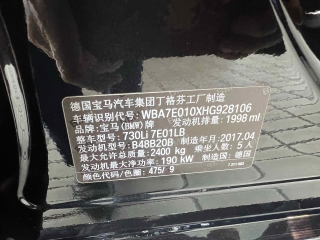 德国宝马汽车集团丁格芬工厂制造
车辆识别代号: WBA7E010XHG928106
品牌: 宝马(BMW)牌 发动机排量: 1998 ml
型号: 730Li 7E01LB
发动机型号: B48B20B 制造年月: 2017.04
最大允许总质量: 2400 kg 乘坐人数: 5 人
发动机最大净功率: 190 kW 制造国: 德国
颜色代码/色圈: 475/ 9